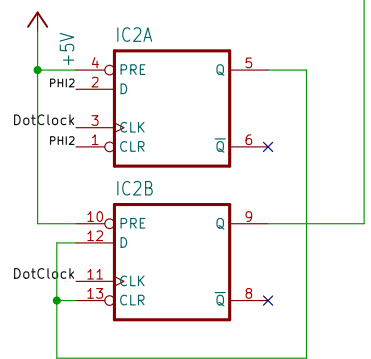 IC2A
+5V
4 PRE Q 5
PHI2 2 D
DotClock 3 CLK Q 6
PHI2 1 CLR
IC2B
10 PRE Q 9
12 D
DotClock 11 CLK
13 CLR Q 8